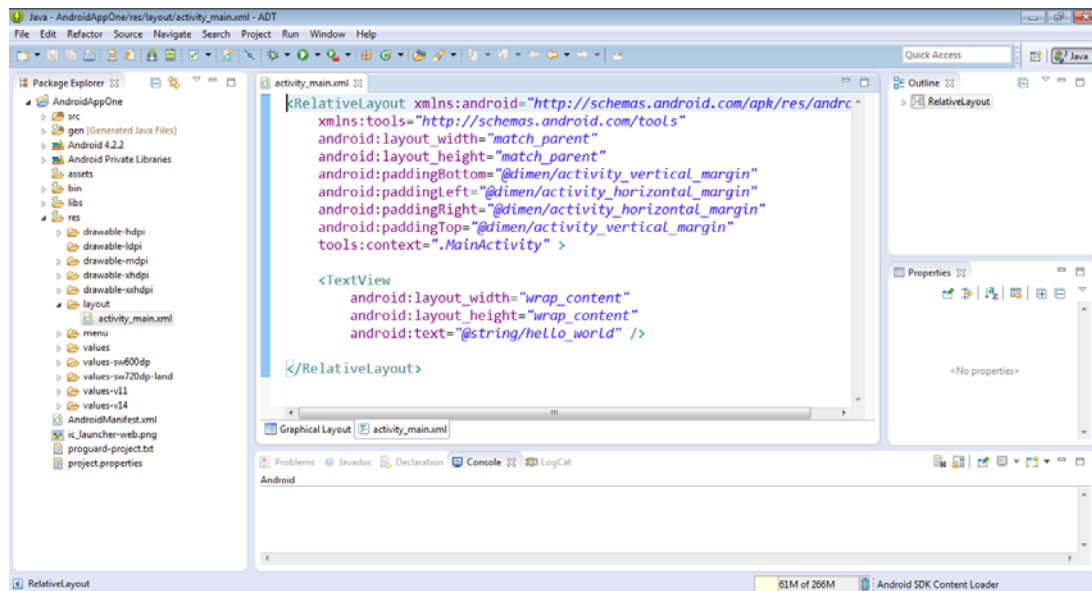 Java - AndroidAppOne/res/layout/activity_main.xml - ADT
File Edit Refactor Source Navigate Search Project Run Window Help
Quick Access
Java
Package Explorer
AndroidAppOne
src
gen [Generated Java Files]
Android 4.2.2
Android Private Libraries
assets
bin
libs
res
drawable-hdpi
drawable-ldpi
drawable-mdpi
drawable-xhdpi
drawable-xxhdpi
layout
activity_main.xml
menu
values
values-sw600dp
values-sw720dp-land
values-v11
values-v14
AndroidManifest.xml
ic_launcher-web.png
proguard-project.txt
project.properties
activity_main.xml
<RelativeLayout xmlns:android="http://schemas.android.com/apk/res/andrc
xmlns:tools="http://schemas.android.com/tools"
android:layout_width="match_parent"
android:layout_height="match_parent"
android:paddingBottom="@dimen/activity_vertical_margin"
android:paddingLeft="@dimen/activity_horizontal_margin"
android:paddingRight="@dimen/activity_horizontal_margin"
android:paddingTop="@dimen/activity_vertical_margin"
tools:context=".MainActivity" >
<TextView
android:layout_width="wrap_content"
android:layout_height="wrap_content"
android:text="@string/hello_world" />
</RelativeLayout>
Graphical Layout activity_main.xml
Outline
RelativeLayout
Properties
<No properties>
Problems Javadoc Declaration Console LogCat
Android
RelativeLayout
61M of 266M
Android SDK Content Loader